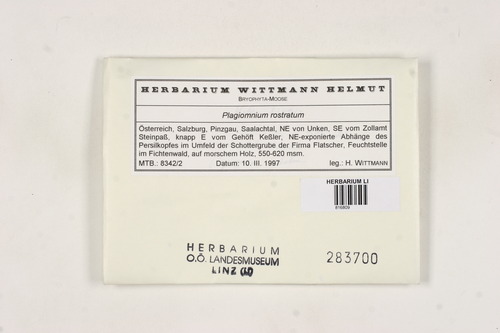 HERBARIUM WITTMANN HELMUT
BRYOPHYTA-MOOSE
Plagiomnium rostratum
Österreich, Salzburg, Pinzgau, Saalachtal, NE von Unken, SE vom Zollamt
Steinpaß, knapp E vom Gehöft Keßler, NE-exponierte Abhänge des
Persilkopfes im Umfeld der Schottergrube der Firma Flatscher, Feuchtstelle
im Fichtenwald, auf morschem Holz, 550-620 msm.
MTB.: 8342/2 Datum: 10. III. 1997 leg.: H. WITTMANN
HERBARIUM LI
816809
HERBARIUM
O.Ö. LANDESMUSEUM
LINZ
283700